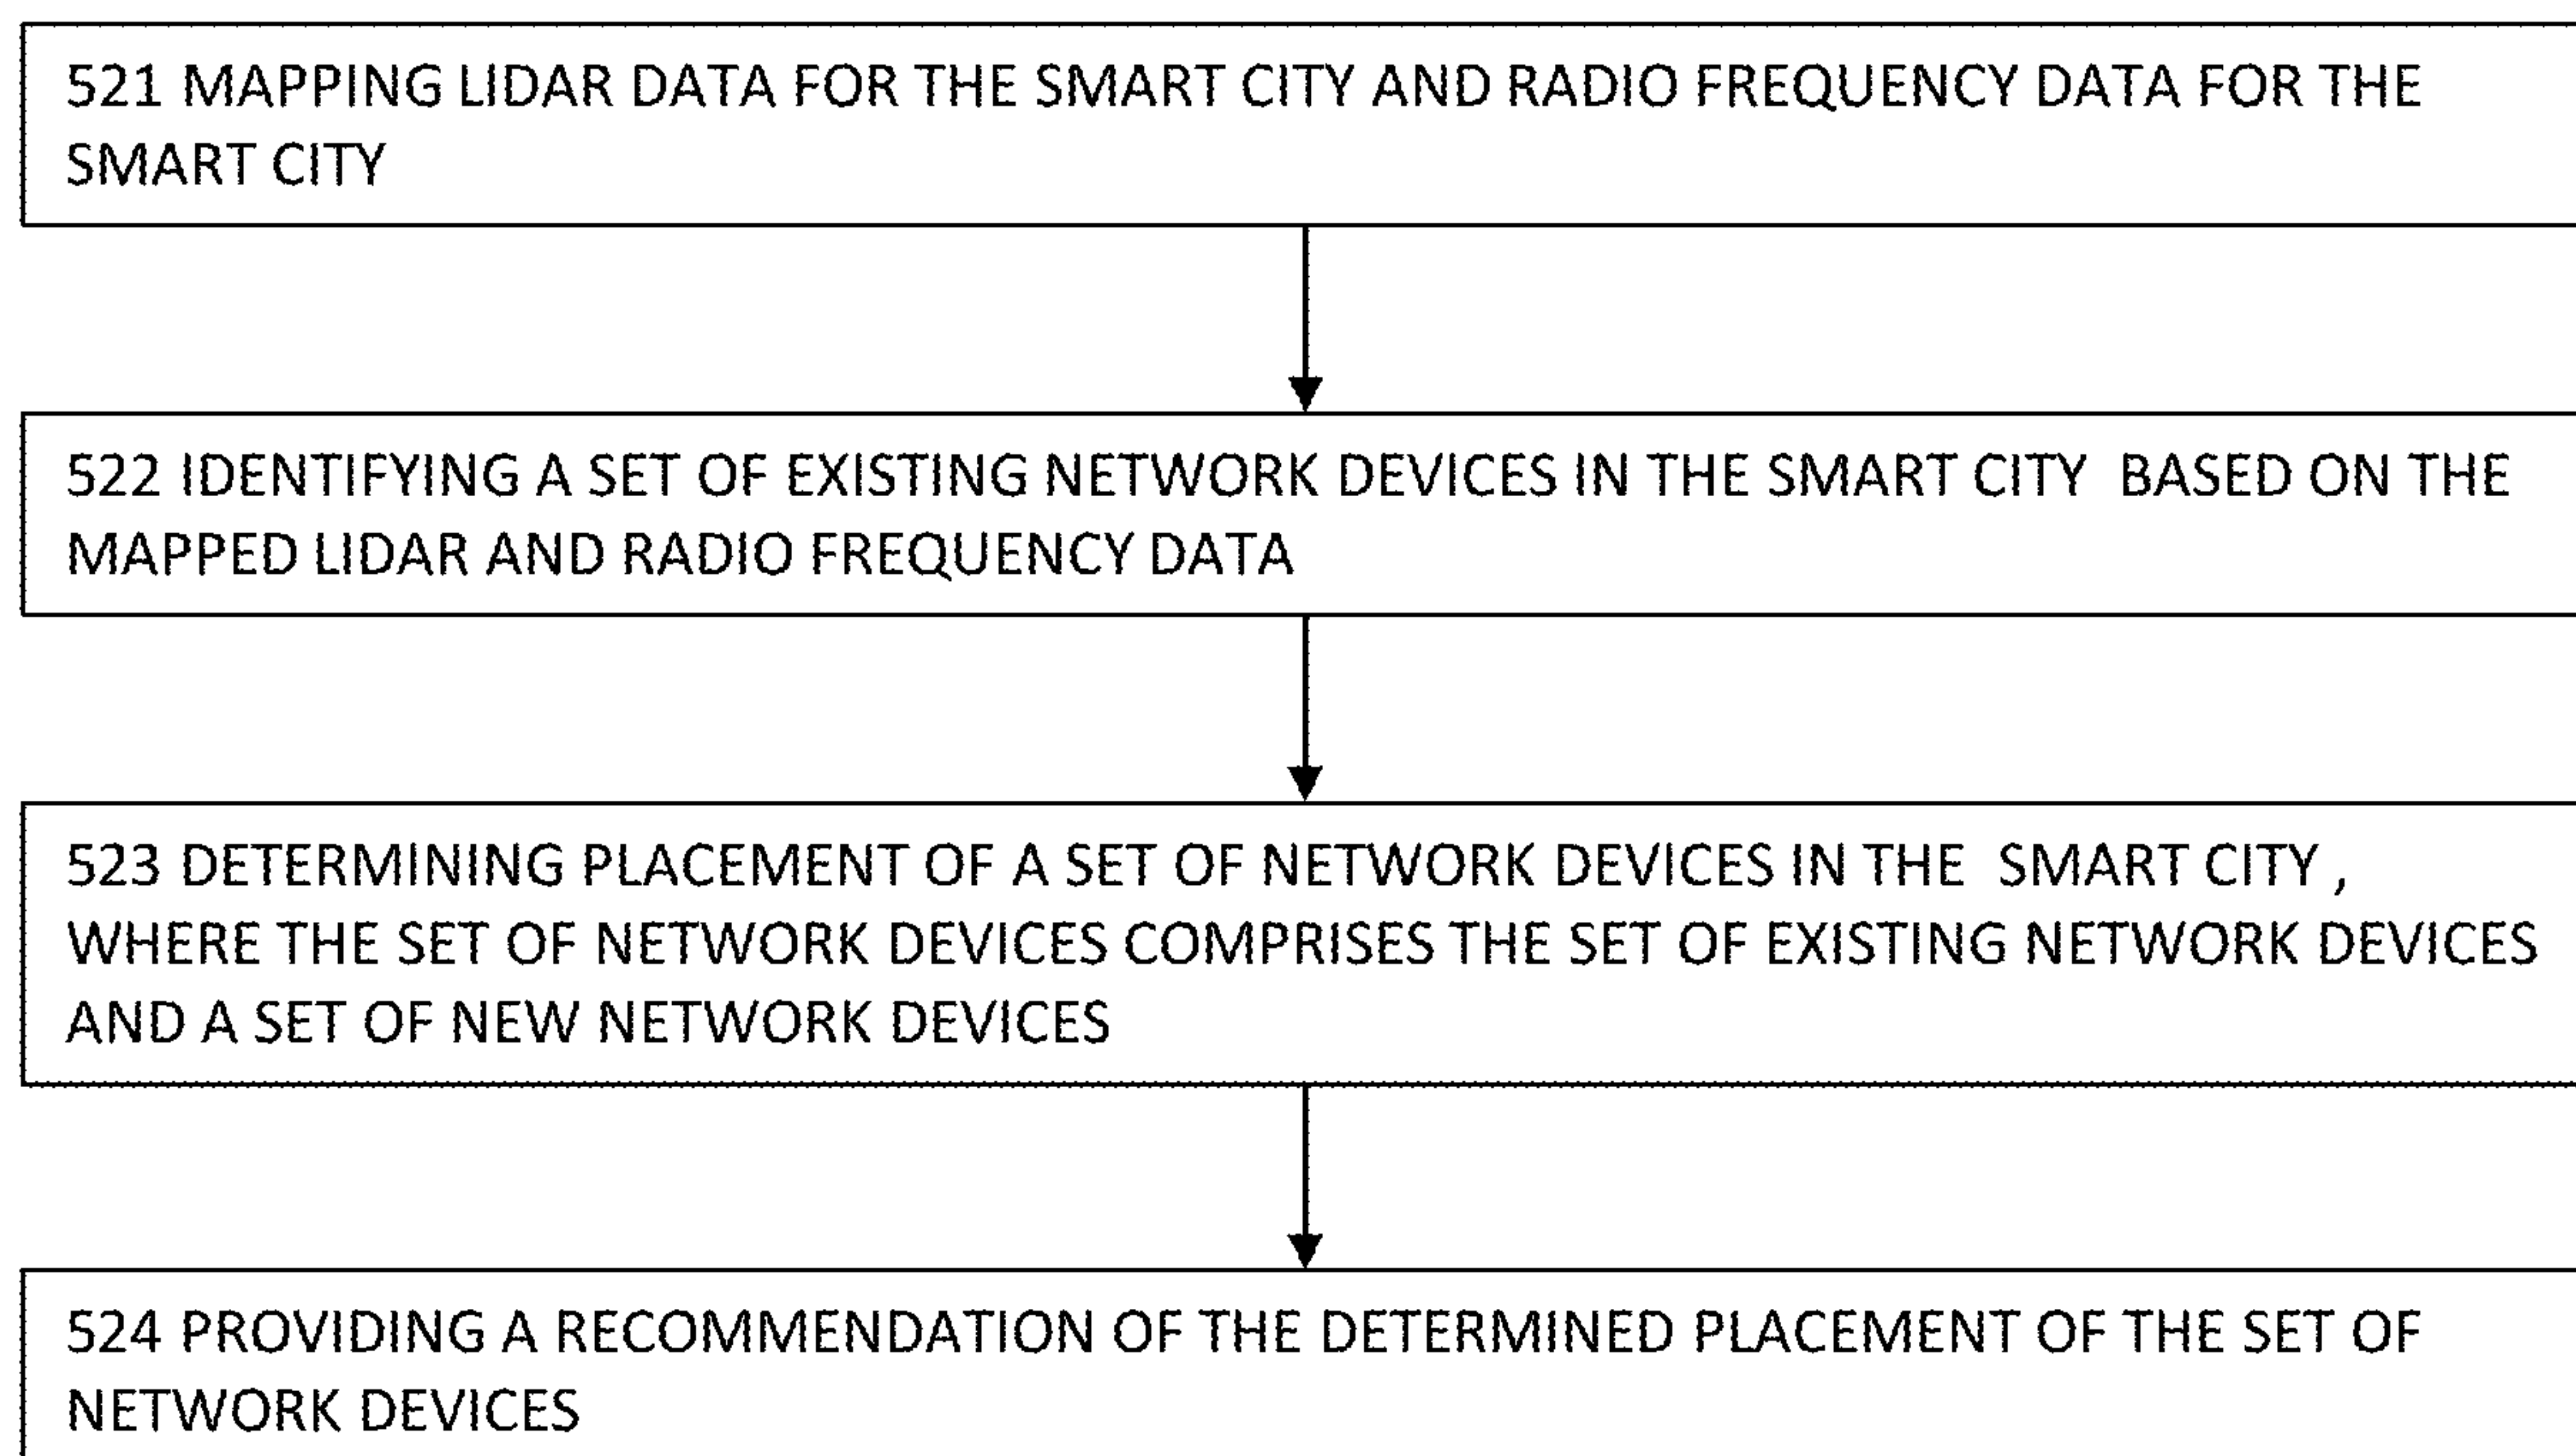 521 MAPPING LIDAR DATA FOR THE SMART CITY AND RADIO FREQUENCY DATA FOR THE
SMART CITY
522 IDENTIFYING A SET OF EXISTING NETWORK DEVICES IN THE SMART CITY BASED ON THE
MAPPED LIDAR AND RADIO FREQUENCY DATA
523 DETERMINING PLACEMENT OF A SET OF NETWORK DEVICES IN THE SMART CITY ,
WHERE THE SET OF NETWORK DEVICES COMPRISES THE SET OF EXISTING NETWORK DEVICES
AND A SET OF NEW NETWORK DEVICES
524 PROVIDING A RECOMMENDATION OF THE DETERMINED PLACEMENT OF THE SET OF
NETWORK DEVICES